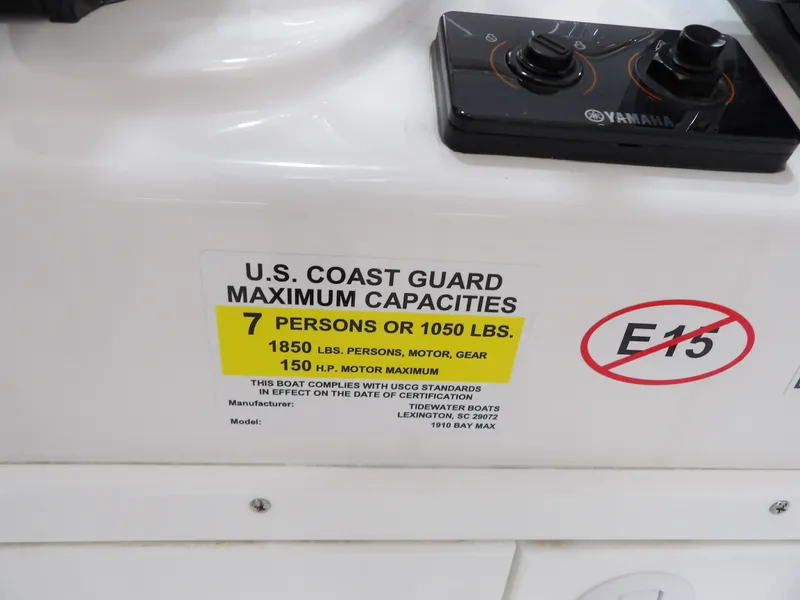 YAMAHA
U.S. COAST GUARD
MAXIMUM CAPACITIES
7 PERSONS OR 1050 LBS.
1850 LBS. PERSONS, MOTOR, GEAR
150 H.P. MOTOR MAXIMUM
THIS BOAT COMPLIES WITH USCG STANDARDS
IN EFFECT ON THE DATE OF CERTIFICATION
Manufacturer: TIDEWATER BOATS
LEXINGTON, SC 29072
Model: 1910 BAY MAX
E15